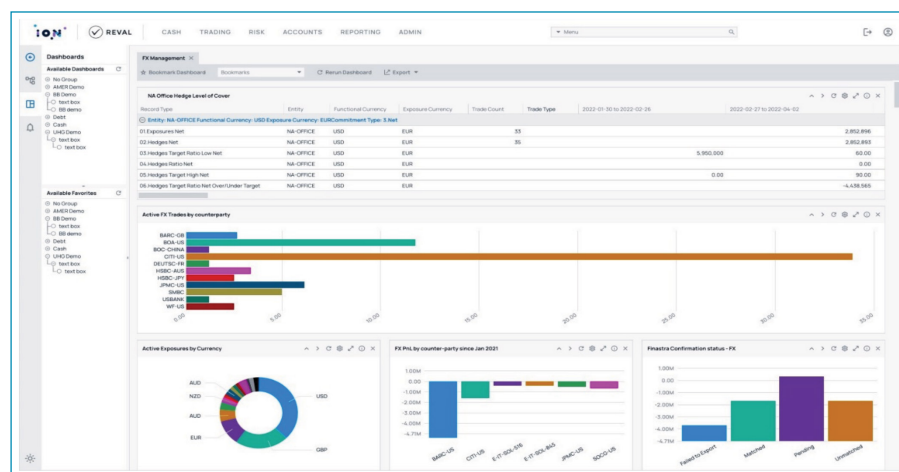 ION REVAL CASH TRADING RISK ACCOUNTS REPORTING ADMIN Menu
Dashboards
Available Dashboards
No Group
AMER Demo
BB Demo
text box
BB demo
Debt
Cash
UHG Demo
text box
text box
Available Favorites
No Group
AMER Demo
BB Demo
text box
BB demo
Debt
Cash
UHG Demo
text box
text box
FX Management
Bookmark Dashboard Bookmarks Rerun Dashboard Export
NA Office Hedge Level of Cover
Record Type Entity Functional Currency Exposure Currency Trade Count Trade Type 2022-01-30 to 2022-02-26 2022-02-27 to 2022-04-02
Entity: NA-OFFICE Functional Currency: USD Exposure Currency: EURCommitment Type: 3.Net
01.Exposures Net NA-OFFICE USD EUR 33 2,852,896
02.Hedges Net NA-OFFICE USD EUR 35 2,852,893
03.Hedges Target Ratio Low Net NA-OFFICE USD EUR 5,950,000 60.00
04.Hedges Ratio Net NA-OFFICE USD EUR 0.00
05.Hedges Target High Net NA-OFFICE USD EUR 0.00 90.00
06.Hedges Target Ratio Net Over/Under Target NA-OFFICE USD EUR -4,438,565
Active FX Trades by counterparty
BARC-GB
BOA-US
BOC-CHINA
CITI-US
DEUTSC-FR
HSBC-AUS
HSBC-JPY
JPMC-US
SMBC
USBANK
WF-US
0.00 5.00 10.00 15.00 20.00 25.00 30.00 35.00
Active Exposures by Currency
AUD
NZD
AUD
EUR
USD
GBP
FX PnL by counter-party since Jan 2021
1.00M
0.00
-1.00M
-2.00M
-3.00M
-4.00M
-4.71M
BARC-US CITI-US E-IT-SOL-516 E-IT-SOL-845 JPMC-US SOCG-US
Finastra Confirmation status - FX
1.00M
0.00
-1.00M
-2.00M
-3.00M
-4.02M
-4.71M
Failed to Export Matched Pending Unmatched